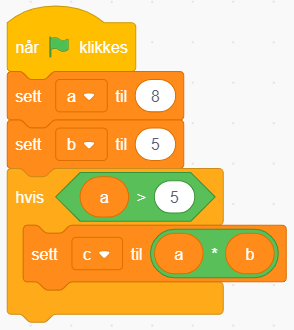 når klikkes
sett a til 8
sett b til 5
hvis a > 5
sett c til a * b